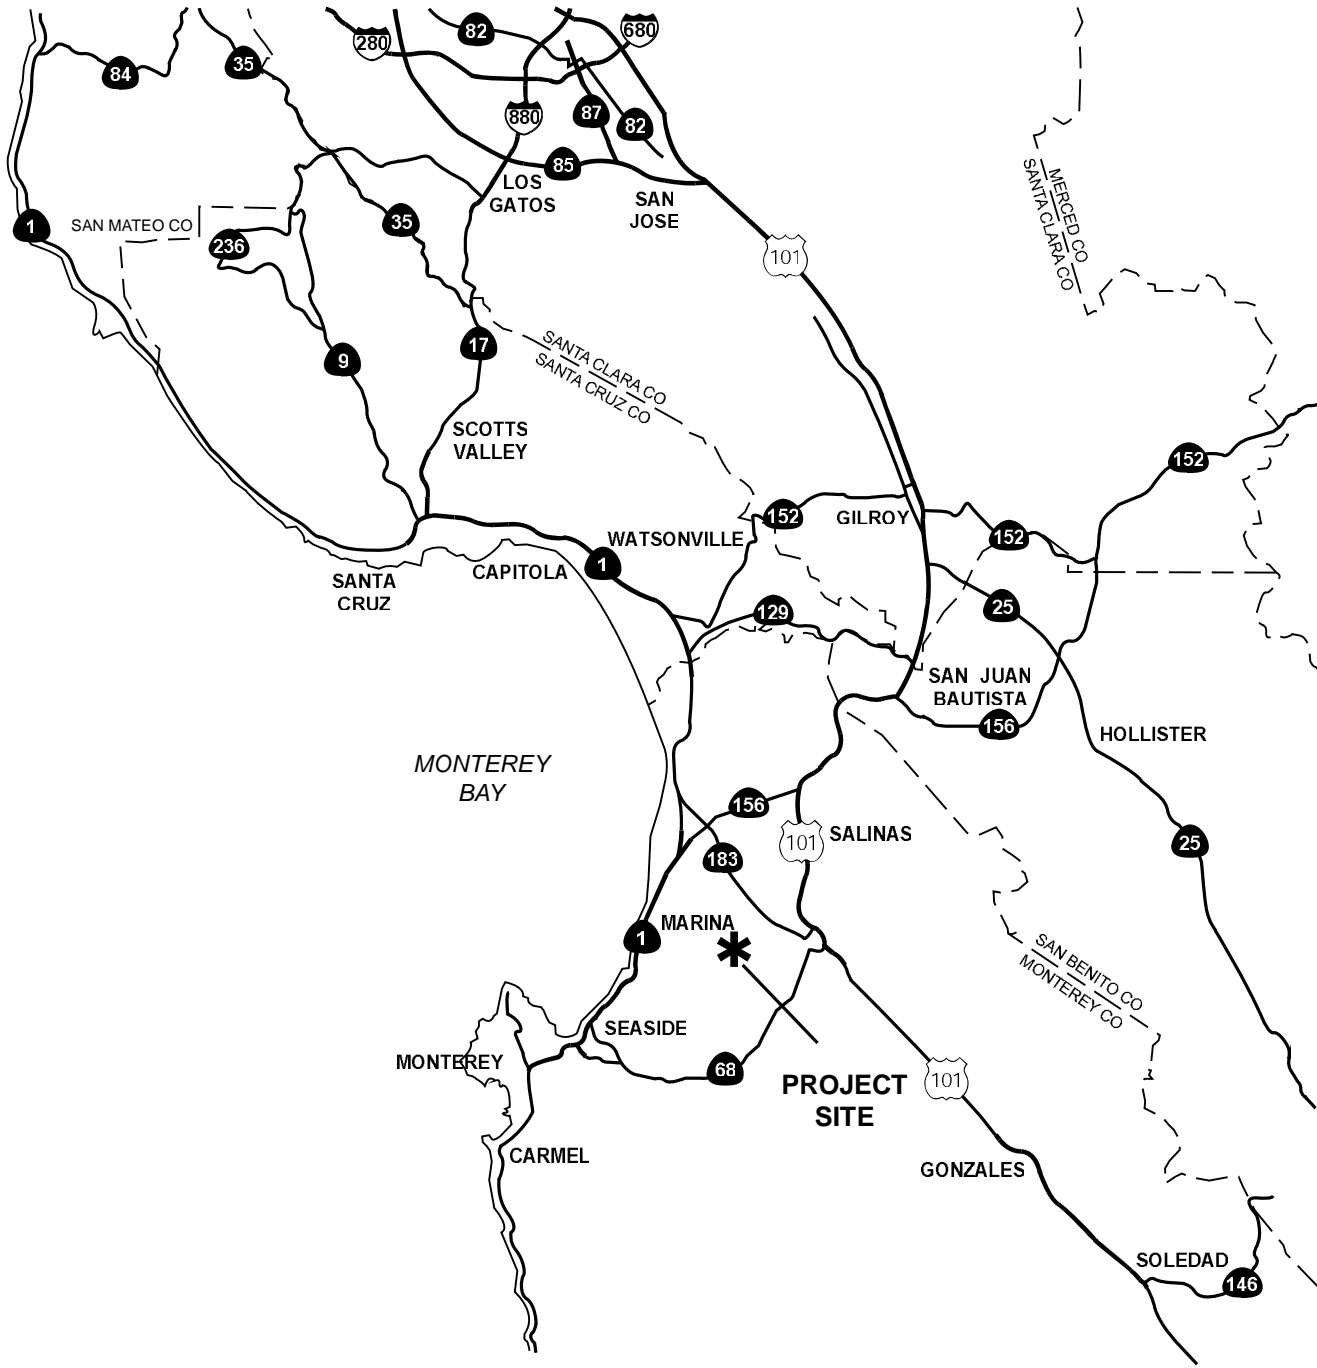 82
680
280
84
35
880
87
82
85
LOS
GATOS
SAN
JOSE
MERCED CO
SANTA CLARA CO
1
SAN MATEO CO
236
35
101
9
17
SANTA CLARA CO
SANTA CRUZ CO
SCOTTS
VALLEY
152
152
GILROY
WATSONVILLE
152
1
CAPITOLA
SANTA
CRUZ
129
25
SAN JUAN
BAUTISTA
156
HOLLISTER
MONTEREY
BAY
156
101
SALINAS
183
25
MARINA
1
SAN BENITO CO
MONTEREY CO
SEASIDE
MONTEREY
68
PROJECT
SITE
101
CARMEL
GONZALES
SOLEDAD
146